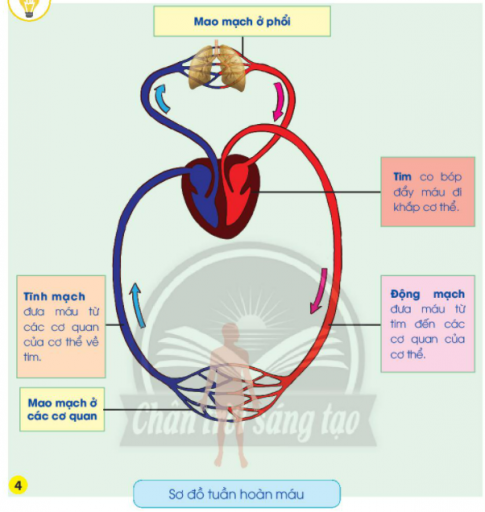 Mao mạch ở phổi
Tim co bóp
đẩy máu đi
khắp cơ thể.
Tĩnh mạch
đưa máu từ
các cơ quan
của cơ thể về
tim.
Động mạch
đưa máu từ
tim đến các
cơ quan của
cơ thể.
Mao mạch ở
các cơ quan
Chân trời sáng tạo
4
Sơ đồ tuần hoàn máu